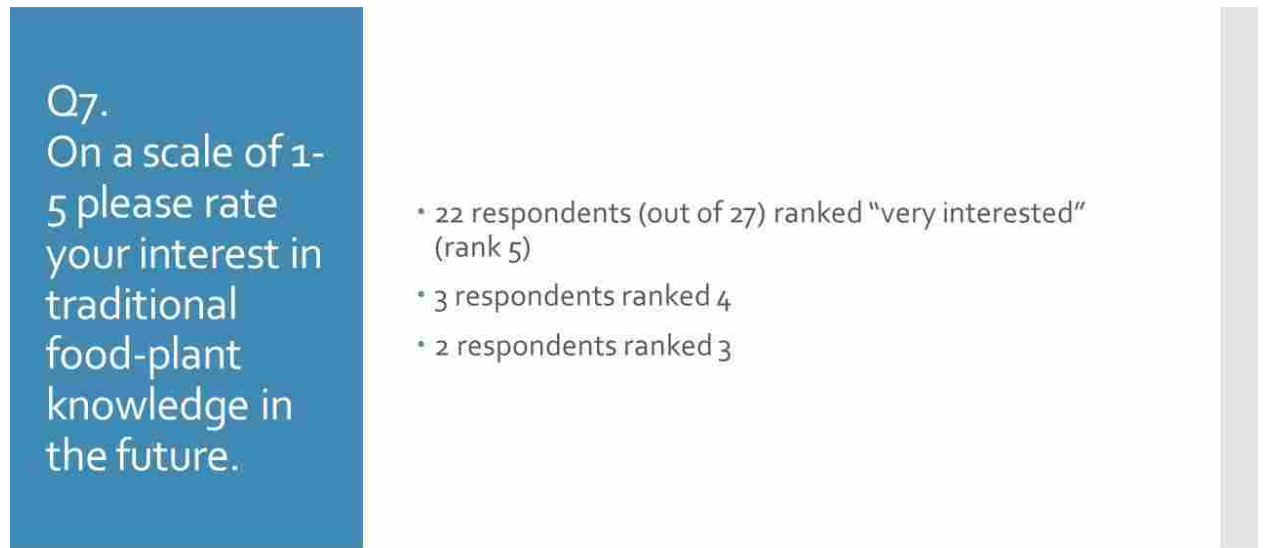 Q7.
On a scale of 1-
5 please rate
your interest in
traditional
food-plant
knowledge in
the future.
• 22 respondents (out of 27) ranked “very interested”
(rank 5)
• 3 respondents ranked 4
• 2 respondents ranked 3